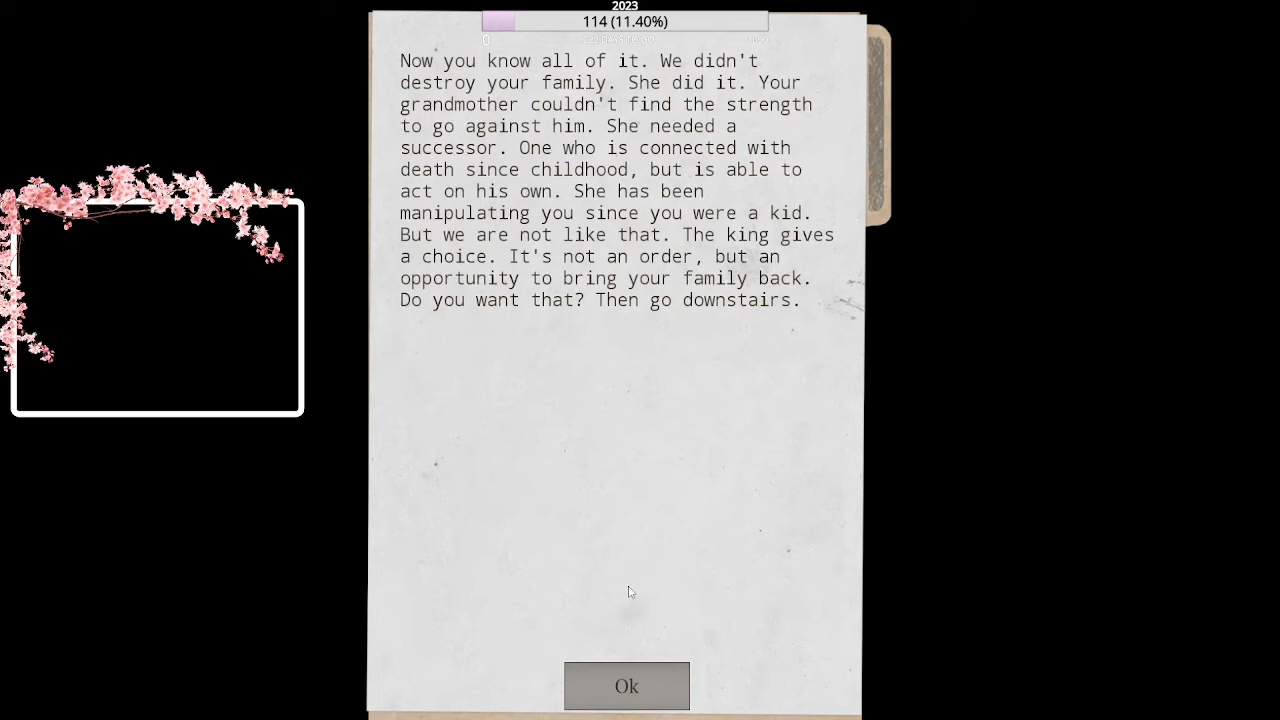 2023
114 (11.40%)
0
Now you know all of it. We didn't
destroy your family. She did it. Your
grandmother couldn't find the strength
to go against him. She needed a
successor. One who is connected with
death since childhood, but is able to
act on his own. She has been
manipulating you since you were a kid.
But we are not like that. The king gives
a choice. It's not an order, but an
opportunity to bring your family back.
Do you want that? Then go downstairs.
Ok